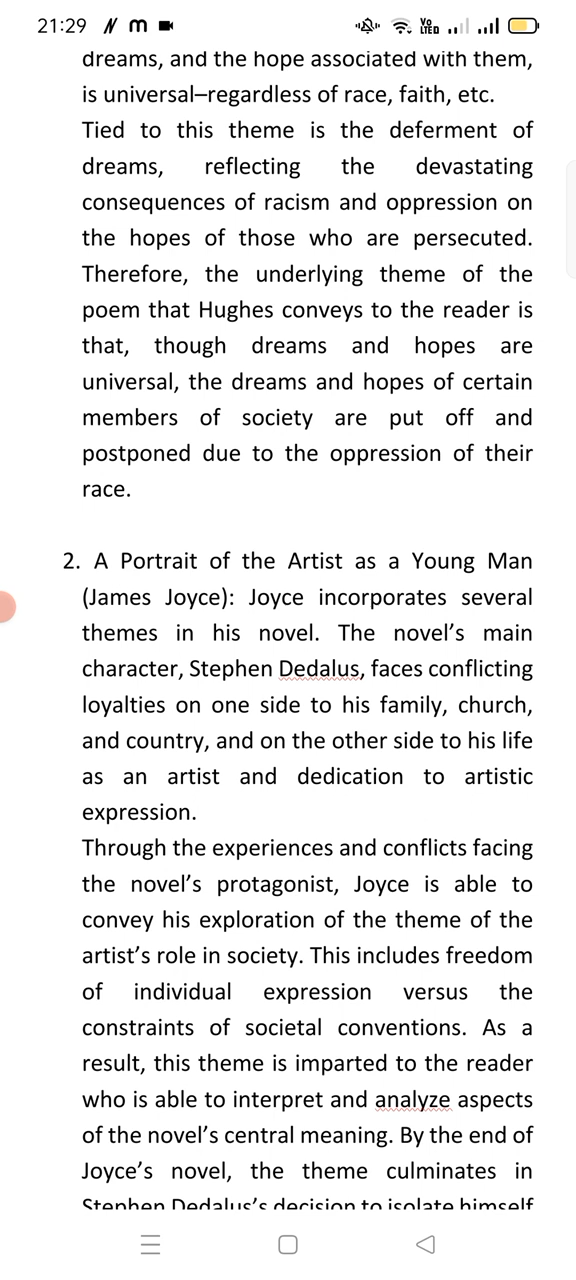 21:29
Vo
LTED
dreams, and the hope associated with them,
is universal–regardless of race, faith, etc.
Tied to this theme is the deferment of
dreams, reflecting the devastating
consequences of racism and oppression on
the hopes of those who are persecuted.
Therefore, the underlying theme of the
poem that Hughes conveys to the reader is
that, though dreams and hopes are
universal, the dreams and hopes of certain
members of society are put off and
postponed due to the oppression of their
race.
2. A Portrait of the Artist as a Young Man
(James Joyce): Joyce incorporates several
themes in his novel. The novel’s main
character, Stephen Dedalus, faces conflicting
loyalties on one side to his family, church,
and country, and on the other side to his life
as an artist and dedication to artistic
expression.
Through the experiences and conflicts facing
the novel’s protagonist, Joyce is able to
convey his exploration of the theme of the
artist’s role in society. This includes freedom
of individual expression versus the
constraints of societal conventions. As a
result, this theme is imparted to the reader
who is able to interpret and analyze aspects
of the novel’s central meaning. By the end of
Joyce’s novel, the theme culminates in
Stephen Dedalus’s decision to isolate himself